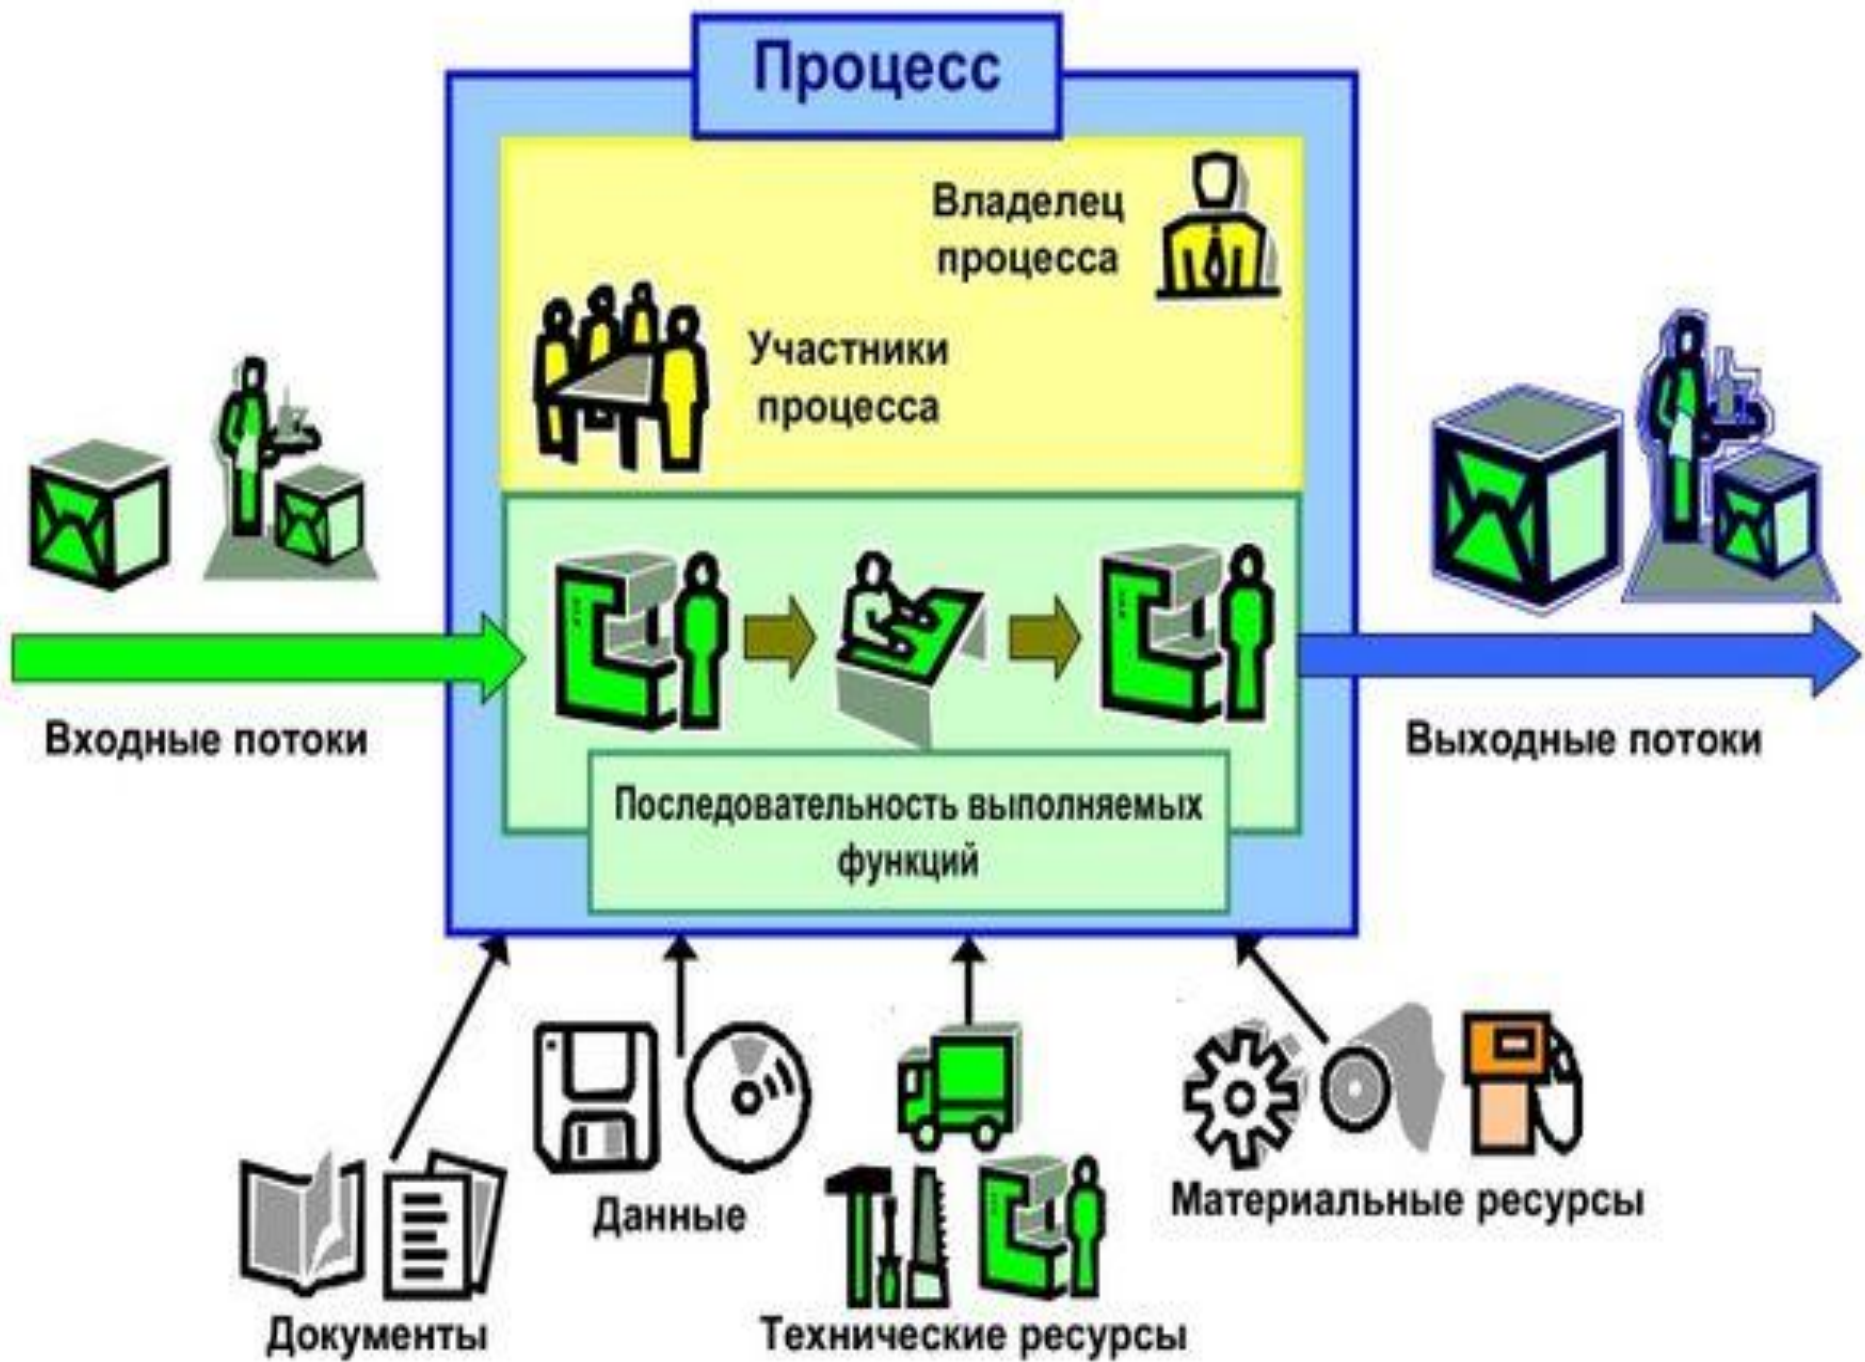 Процесс
Владелец
процесса
Участники
процесса
Входные потоки
Выходные потоки
Последовательность выполняемых
функций
Данные
Материальные ресурсы
Документы
Технические ресурсы